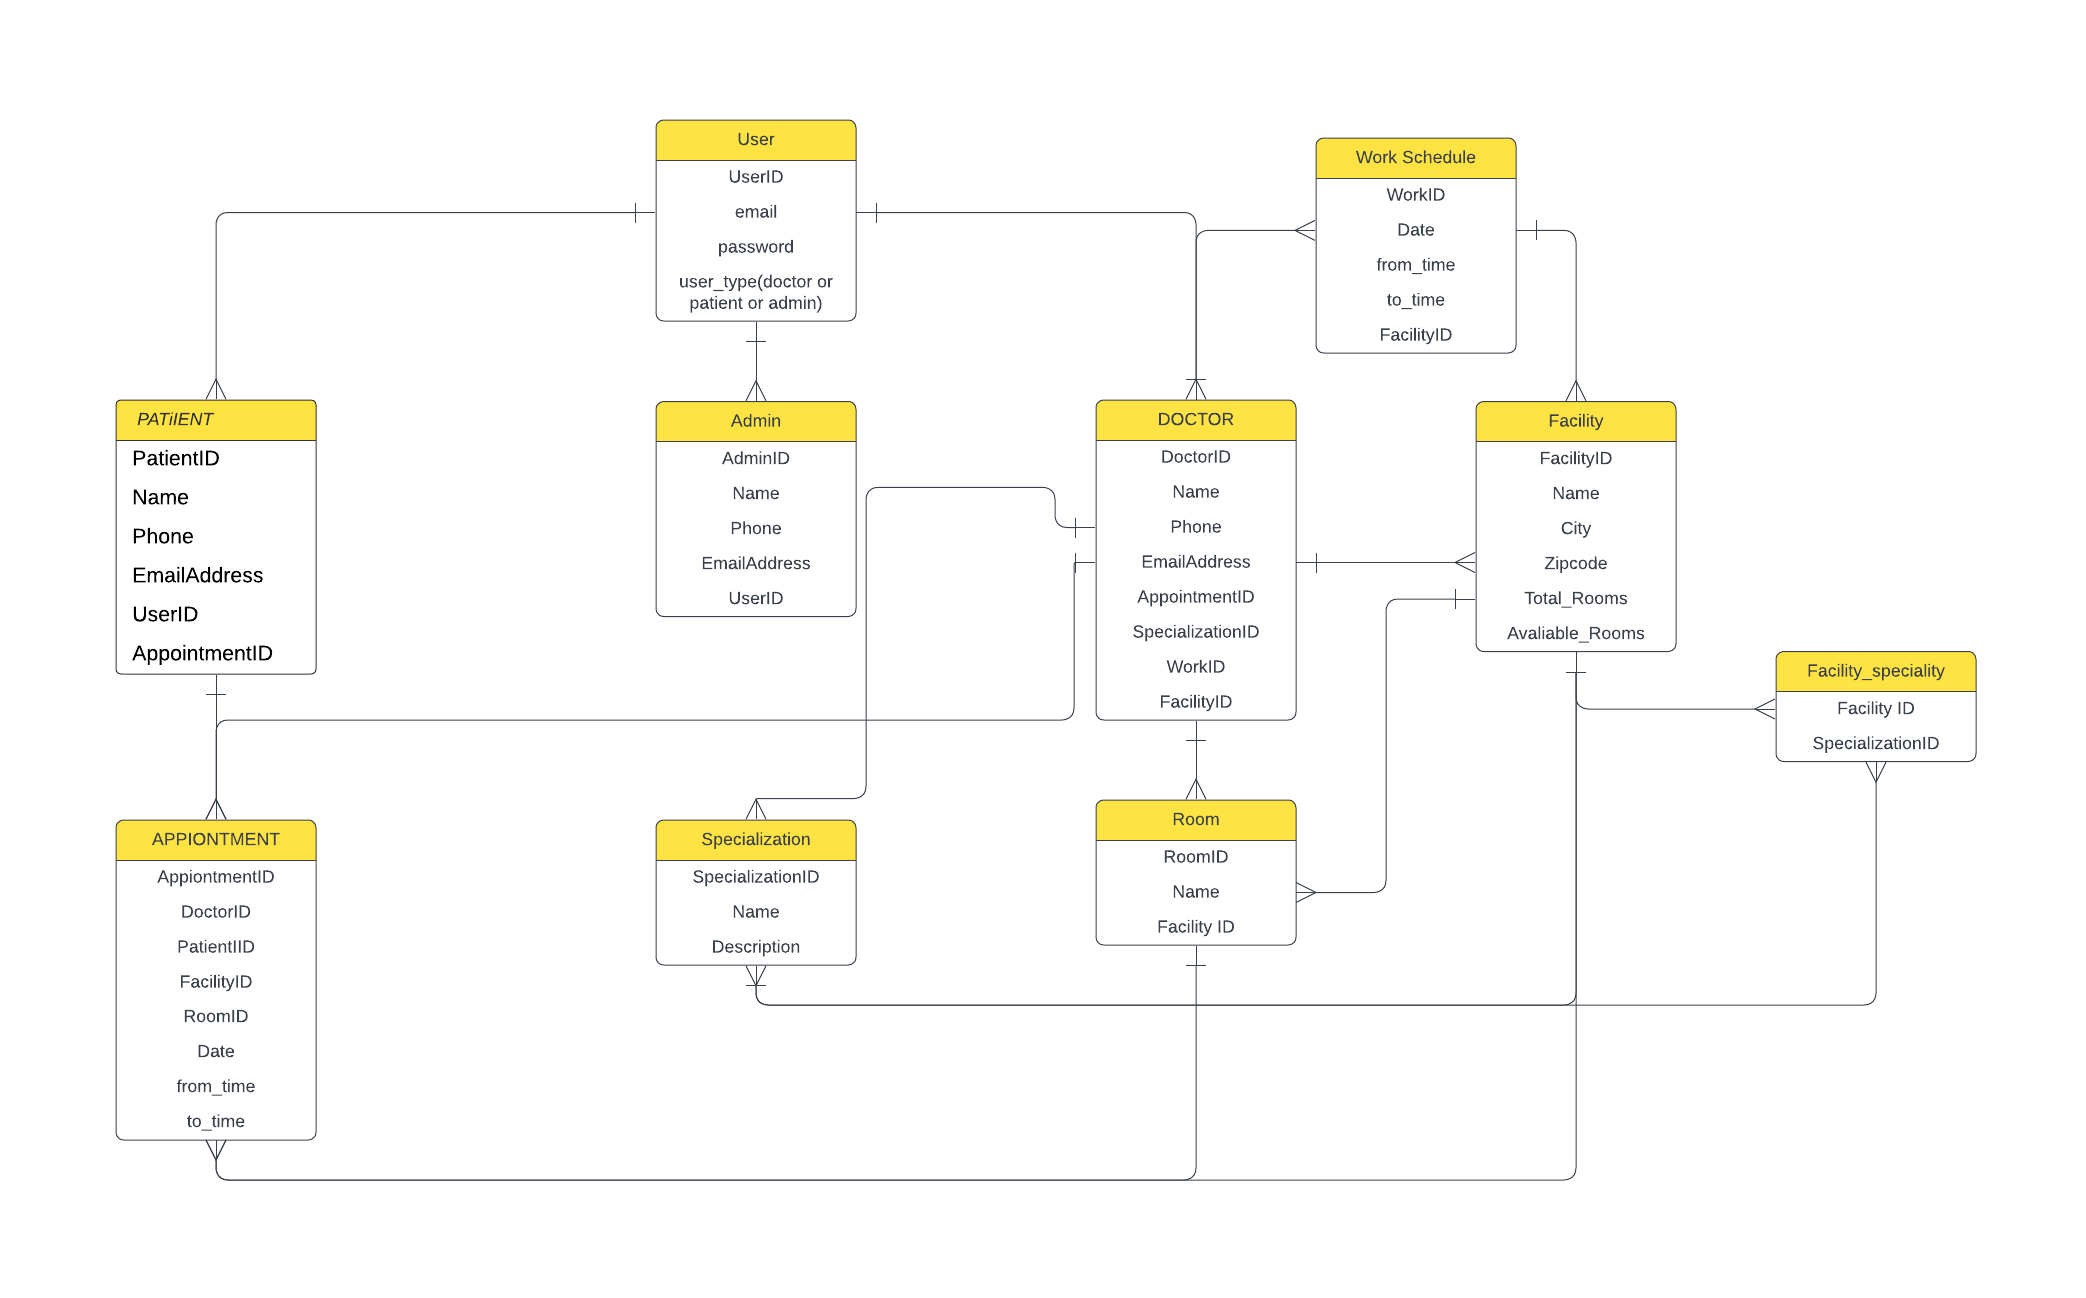 User
UserID
email
password
user_type(doctor or
patient or admin)
Work Schedule
WorkID
Date
from_time
to_time
FacilityID
PATiIENT
PatientID
Name
Phone
EmailAddress
UserID
AppointmentID
Admin
AdminID
Name
Phone
EmailAddress
UserID
DOCTOR
DoctorID
Name
Phone
EmailAddress
AppointmentID
SpecializationID
WorkID
FacilityID
Facility
FacilityID
Name
City
Zipcode
Total_Rooms
Avaliable_Rooms
Facility_speciality
Facility ID
SpecializationID
APPIONTMENT
AppiontmentID
DoctorID
PatientIID
FacilityID
RoomID
Date
from_time
to_time
Specialization
SpecializationID
Name
Description
Room
RoomID
Name
Facility ID